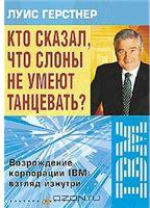 ЛУИС ГЕРСТНЕР
КТО СКАЗАЛ,
ЧТО СЛОНЫ
НЕ УМЕЮТ
ТАНЦЕВАТЬ?
Возрождение
корпорации IBM:
взгляд изнутри
IBM
OZON.ru